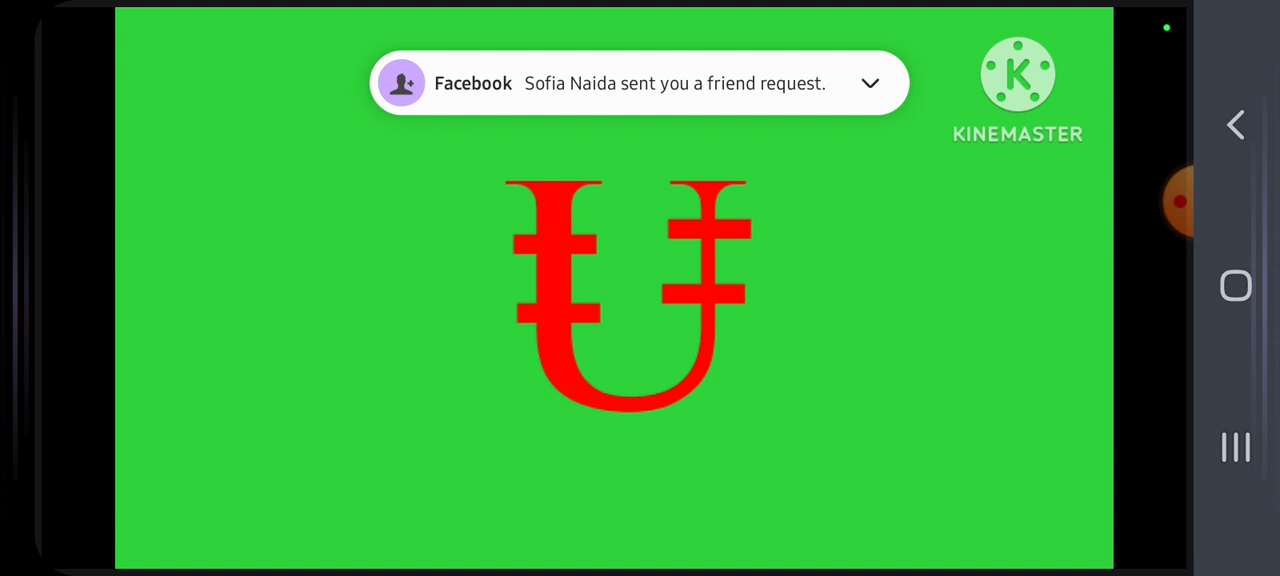 Facebook Sofia Naida sent you a friend request.
K
KINEMASTER
U